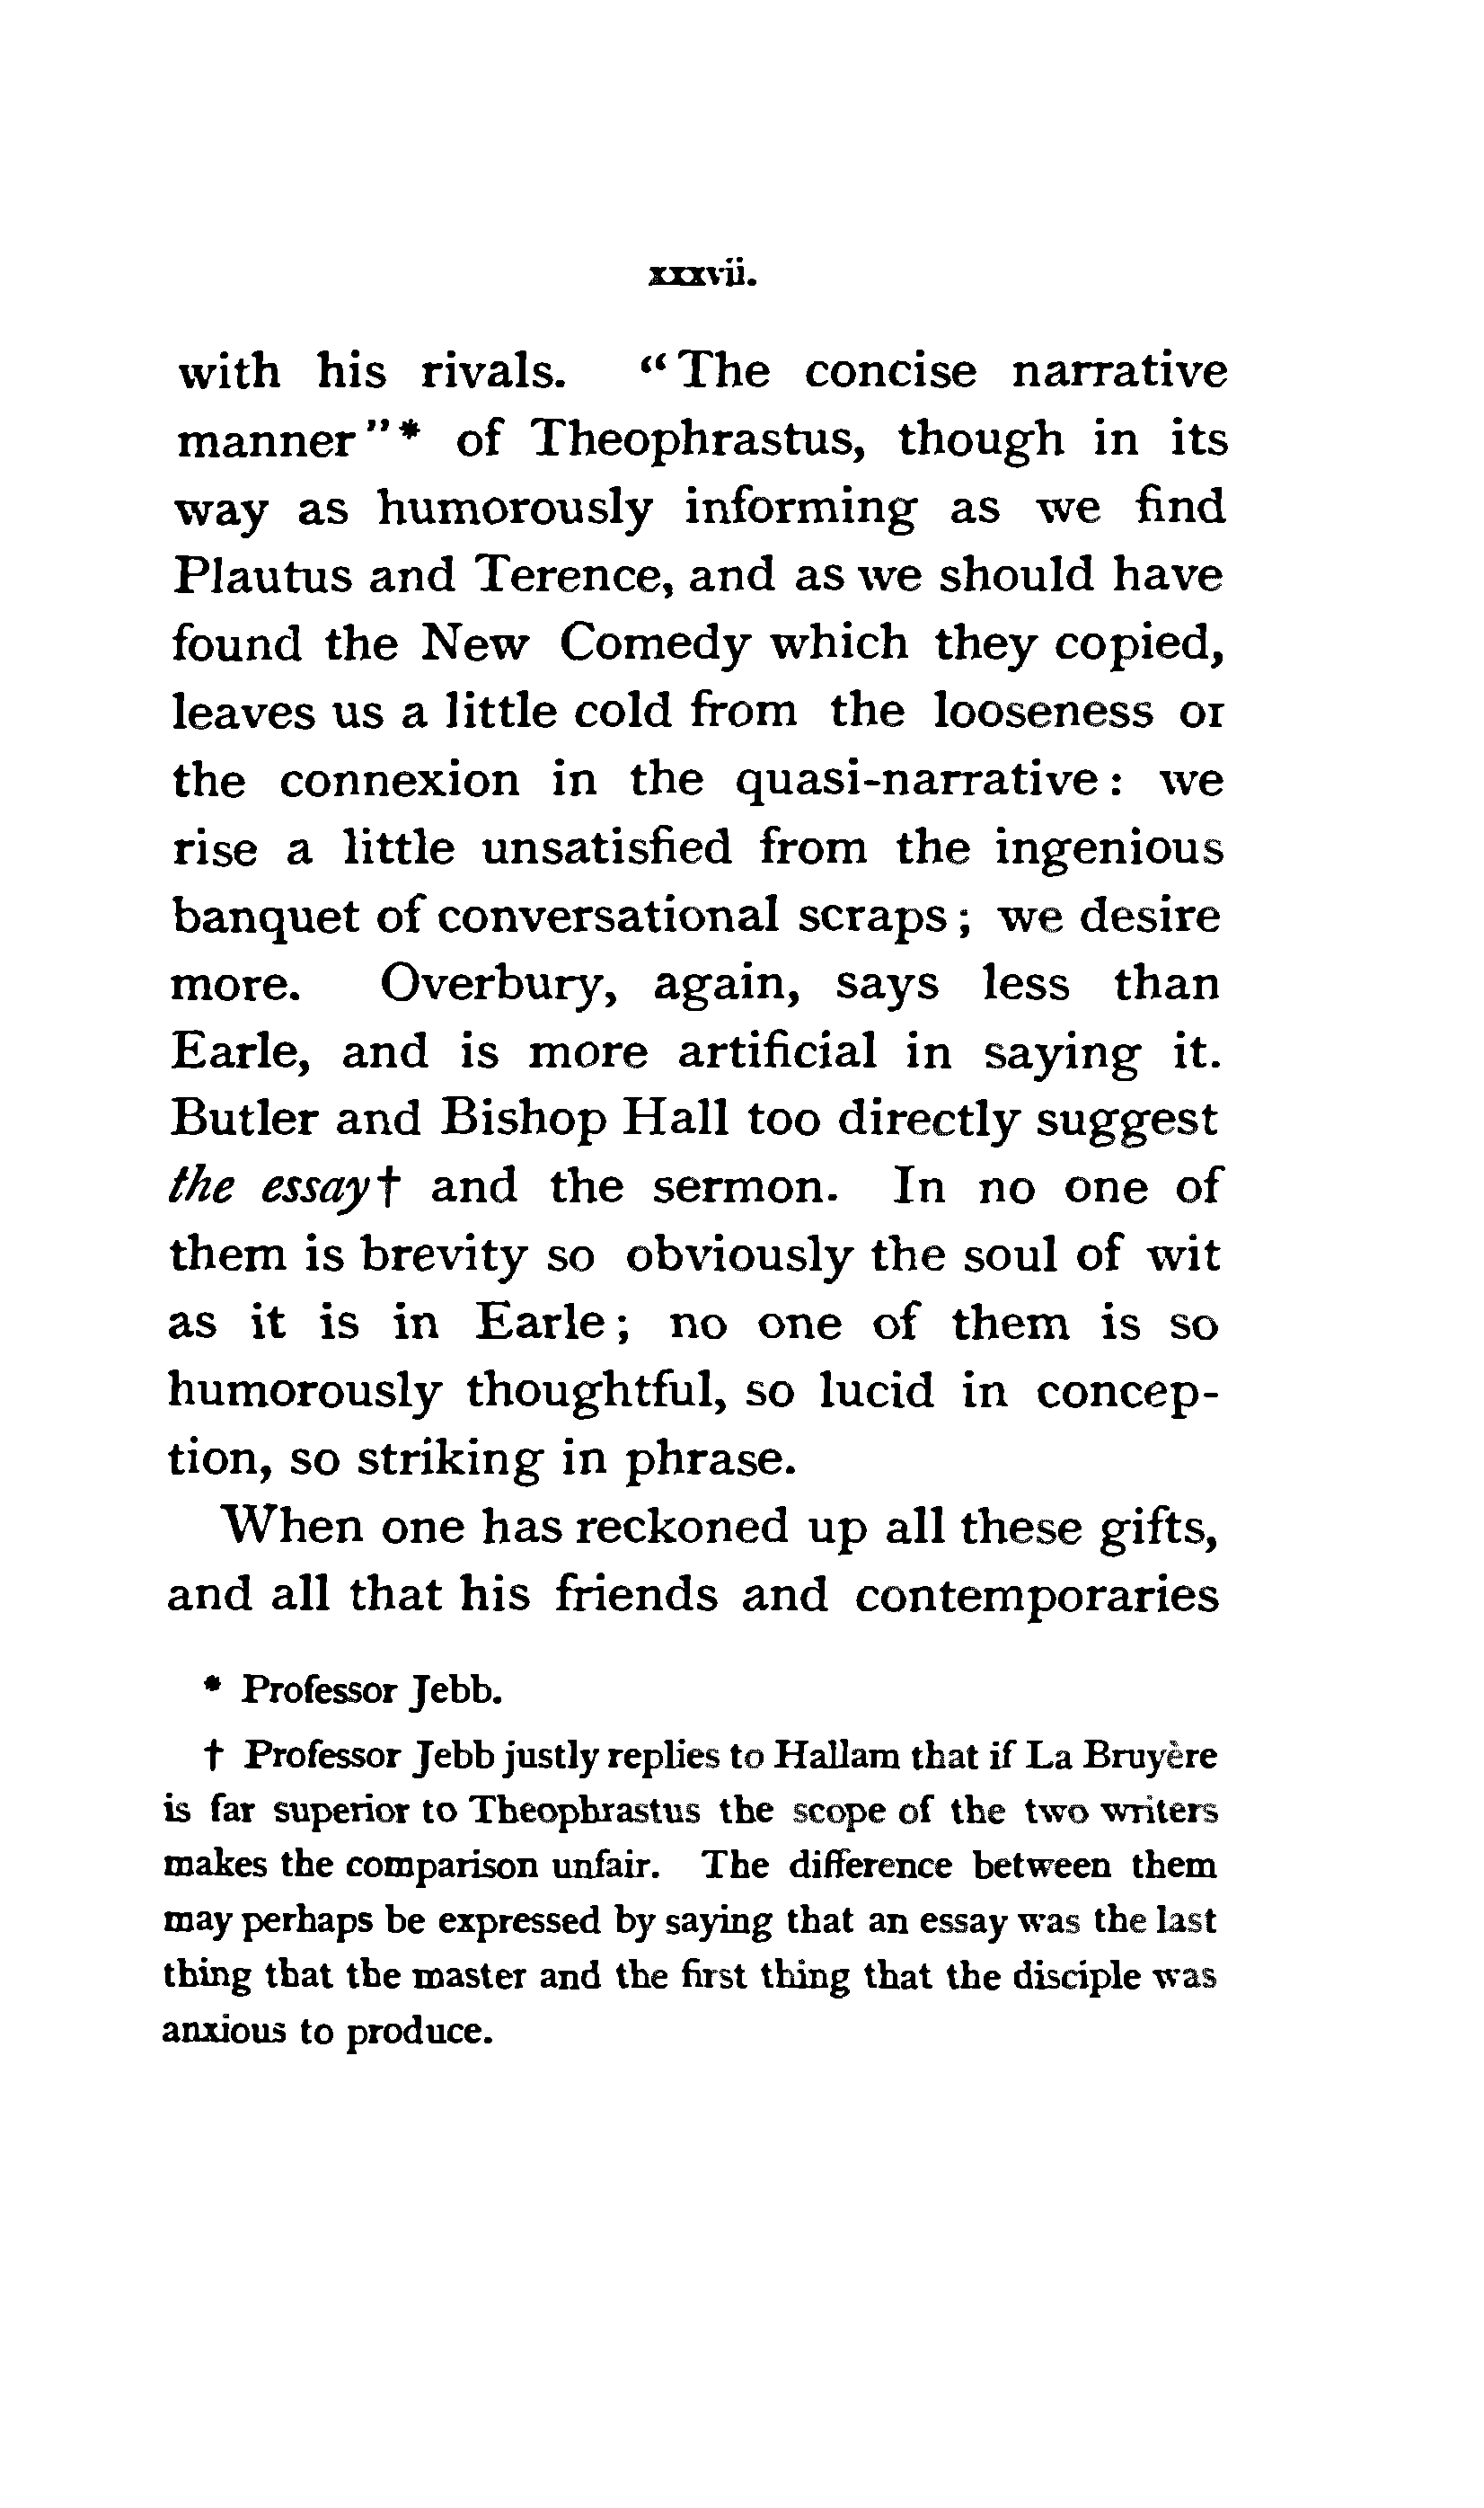 xxxvii.
with his rivals. “The concise narrative
manner”* of Theophrastus, though in its
way as humorously informing as we find
Plautus and Terence, and as we should have
found the New Comedy which they copied,
leaves us a little cold from the looseness or
the connexion in the quasi-narrative: we
rise a little unsatisfied from the ingenious
banquet of conversational scraps; we desire
more. Overbury, again, says less than
Earle, and is more artificial in saying it.
Butler and Bishop Hall too directly suggest
the essay† and the sermon. In no one of
them is brevity so obviously the soul of wit
as it is in Earle; no one of them is so
humorously thoughtful, so lucid in concep-
tion, so striking in phrase.
When one has reckoned up all these gifts,
and all that his friends and contemporaries
* Professor Jebb.
† Professor Jebb justly replies to Hallam that if La Bruyère
is far superior to Theophrastus the scope of the two writers
makes the comparison unfair. The difference between them
may perhaps be expressed by saying that an essay was the last
thing that the master and the first thing that the disciple was
anxious to produce.